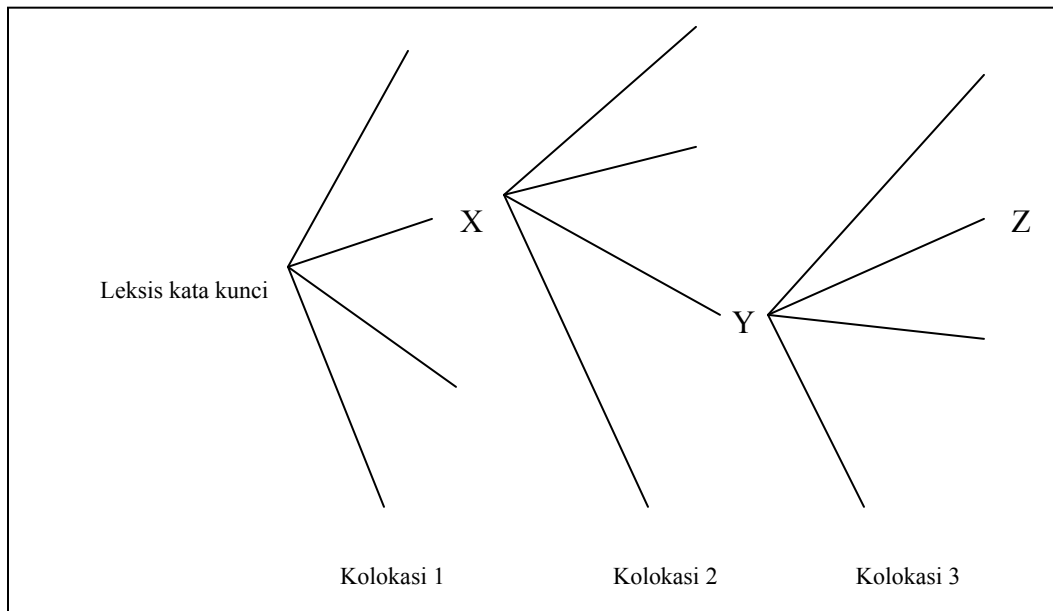 X
Z
Leksis kata kunci
Y
Kolokasi 1
Kolokasi 2
Kolokasi 3